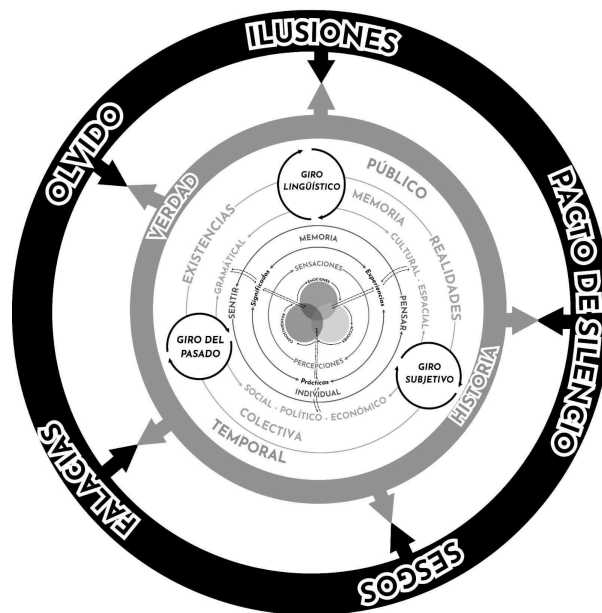 ILUSIONES
OLVIDO
PACTO DE SILENCIO
FALACIAS
SESGOS
VERDAD
HISTORIA
GIRO
LINGÜÍSTICO
PÚBLICO
EXISTENCIAS
MEMORIA
REALIDADES
GRAMATICAL
CULTURAL - ESPACIAL
MEMORIA
SENTIR
Significados
SENSACIONES
EMOCIONES
Experiencias
PENSAR
GIRO DEL
PASADO
GIRO
SUBJETIVO
PERCEPCIONES
Prácticas
INDIVIDUAL
SOCIAL - POLÍTICO - ECONÓMICO
COLECTIVA
TEMPORAL